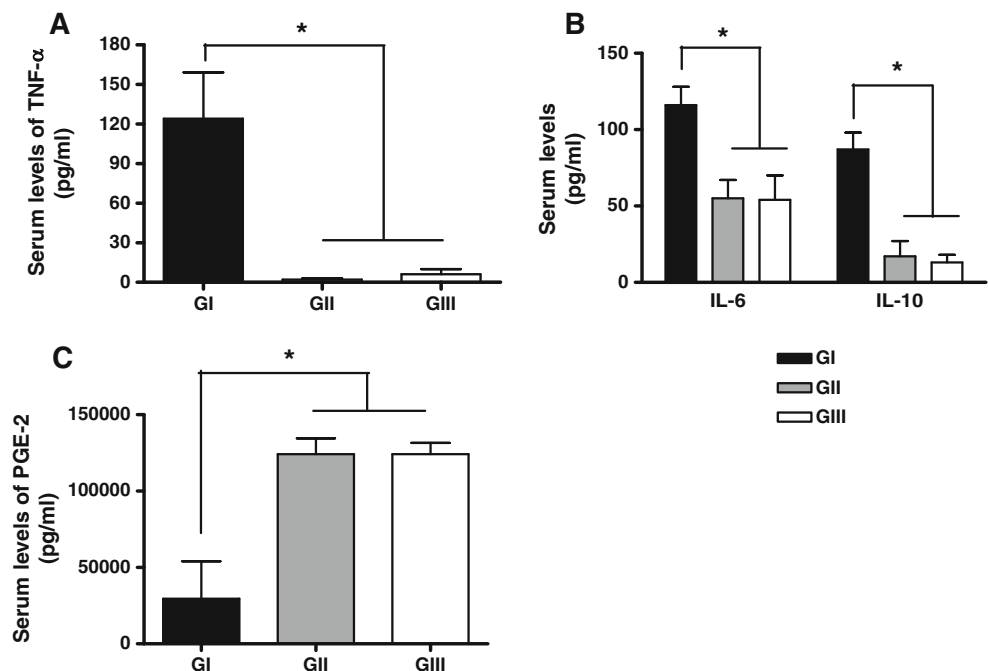 A
*
Serum levels of TNF-α
(pg/ml)
180
150
120
90
60
30
0
GI
GII
GIII
B
*
*
Serum levels
(pg/ml)
150
100
50
0
IL-6
IL-10
GI
GII
GIII
C
*
Serum levels of PGE-2
(pg/ml)
150000
100000
50000
0
GI
GII
GIII